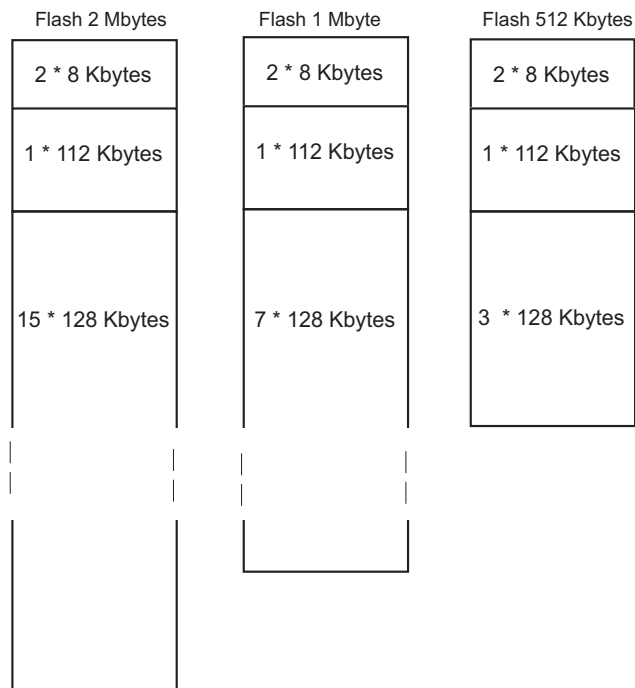 Flash 2 Mbytes
Flash 1 Mbyte
Flash 512 Kbytes
2 * 8 Kbytes
2 * 8 Kbytes
2 * 8 Kbytes
1 * 112 Kbytes
1 * 112 Kbytes
1 * 112 Kbytes
15 * 128 Kbytes
7 * 128 Kbytes
3 * 128 Kbytes